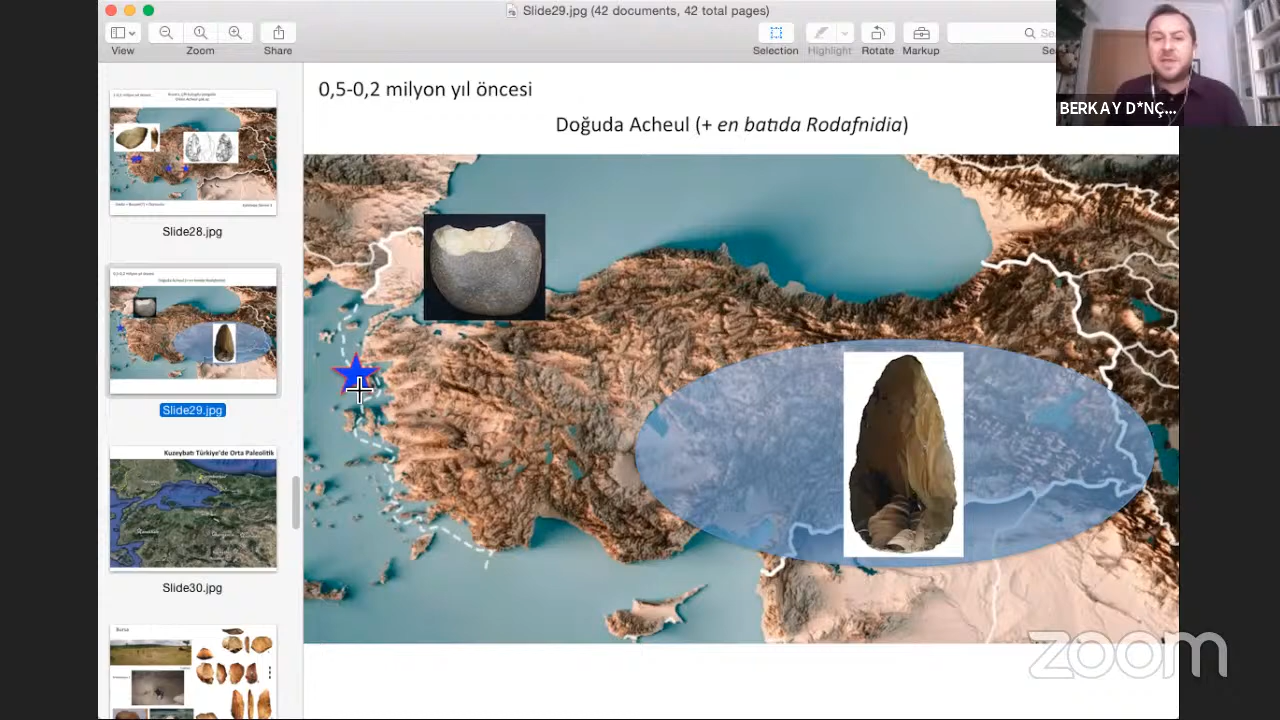 Slide29.jpg (42 documents, 42 total pages)
View
Zoom
Share
Selection
Highlight
Rotate
Markup
BERKAY D*NÇ...
0,5-0,2 milyon yıl öncesi
Doğuda Acheul (+ en batıda Rodafnidia)
Slide28.jpg
Slide29.jpg
Kuzeybatı Türkiye'de Orta Paleolitik
Slide30.jpg
Bursa
zoom